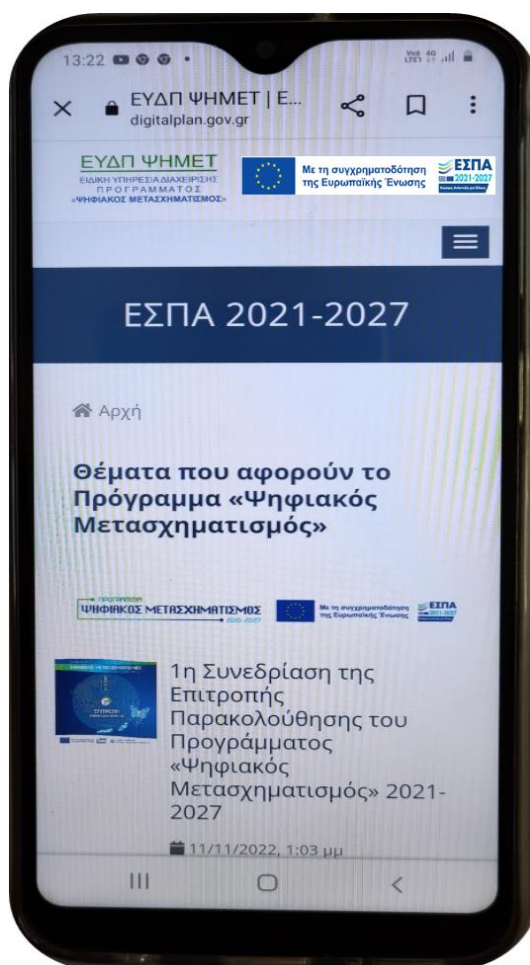 13:22
ΕΥΔΠ ΨΗΜΕΤ | Ε...
digitalplan.gov.gr
ΕΥΔΠ ΨΗΜΕΤ
ΕΙΔΙΚΗ ΥΠΗΡΕΣΙΑ ΔΙΑΧΕΙΡΙΣΗΣ
ΠΡΟΓΡΑΜΜΑΤΟΣ
«ΨΗΦΙΑΚΟΣ ΜΕΤΑΣΧΗΜΑΤΙΣΜΟΣ»
Με τη συγχρηματοδότηση
της Ευρωπαϊκής Ένωσης
ΕΣΠΑ
2021-2027
ΕΣΠΑ 2021-2027
Αρχή
Θέματα που αφορούν το
Πρόγραμμα «Ψηφιακός
Μετασχηματισμός»
ΠΡΟΓΡΑΜΜΑ
ΨΗΦΙΑΚΟΣ ΜΕΤΑΣΧΗΜΑΤΙΣΜΟΣ
2021-2027
Με τη συγχρηματοδότηση
της Ευρωπαϊκής Ένωσης
ΕΣΠΑ
2021-2027
1η Συνεδρίαση της
Επιτροπής
Παρακολούθησης του
Προγράμματος
«Ψηφιακός
Μετασχηματισμός» 2021-
2027
11/11/2022, 1:03 μμ